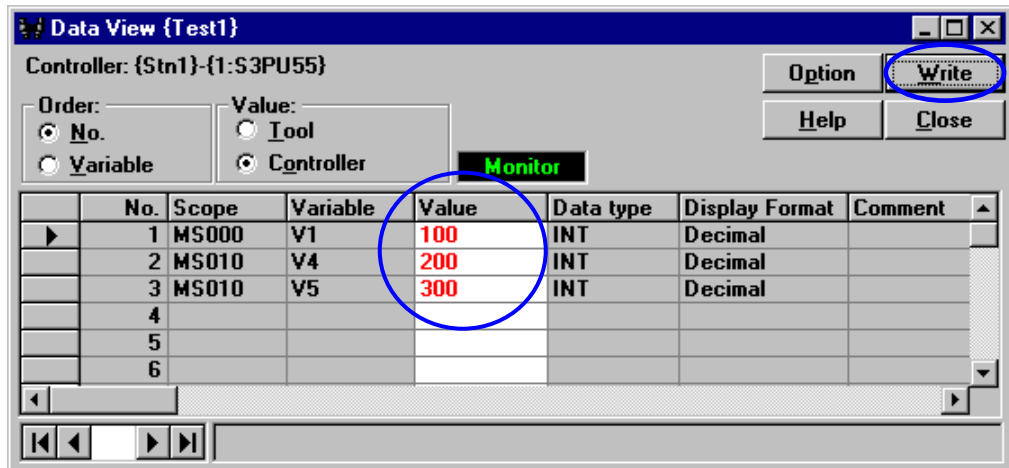 Data View {Test1}
Controller: {Stn1}-{1:S3PU55}
Option Write
Order: Value:
No. Tool
Help Close
Variable Controller
Monitor
No. Scope Variable Value Data type Display Format Comment
1 MS000 V1 100 INT Decimal
2 MS010 V4 200 INT Decimal
3 MS010 V5 300 INT Decimal
4
5
6